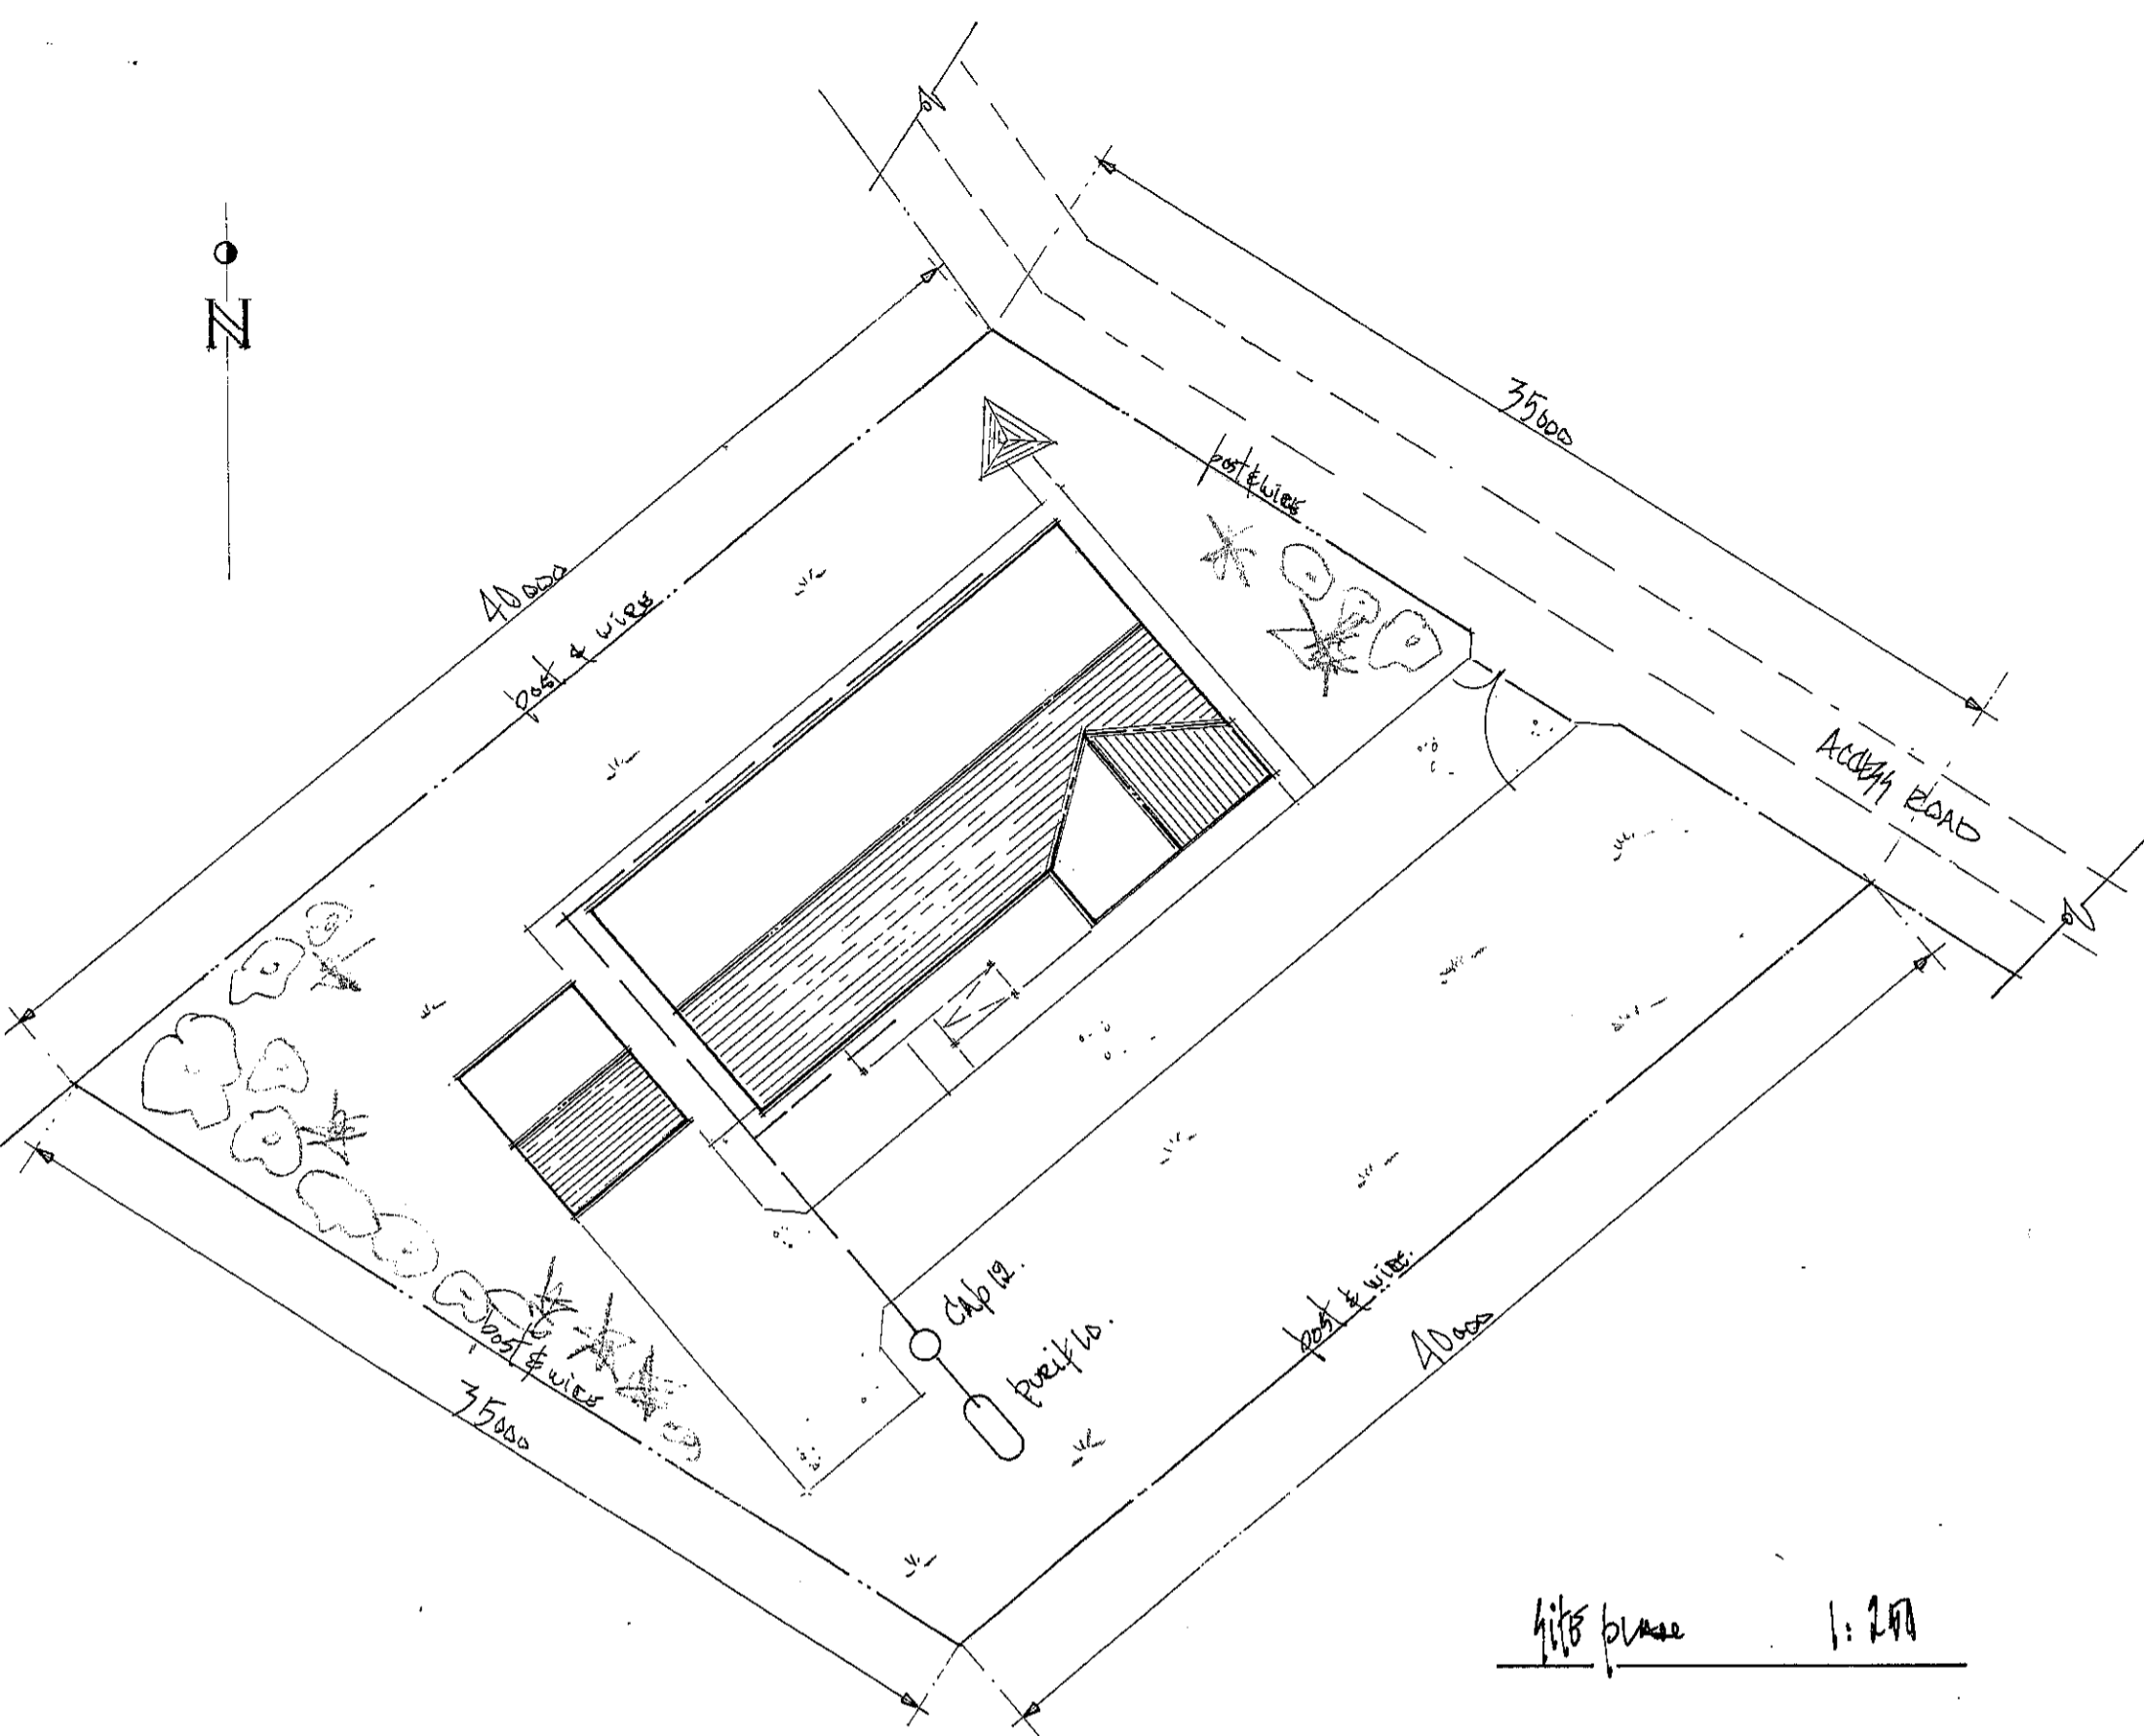 N
35000
post & wire
40000
post & wire
ACCESS ROAD
CAP 12.
puriflo.
post & wire.
40000
post & wire
35000
site plan 1:200